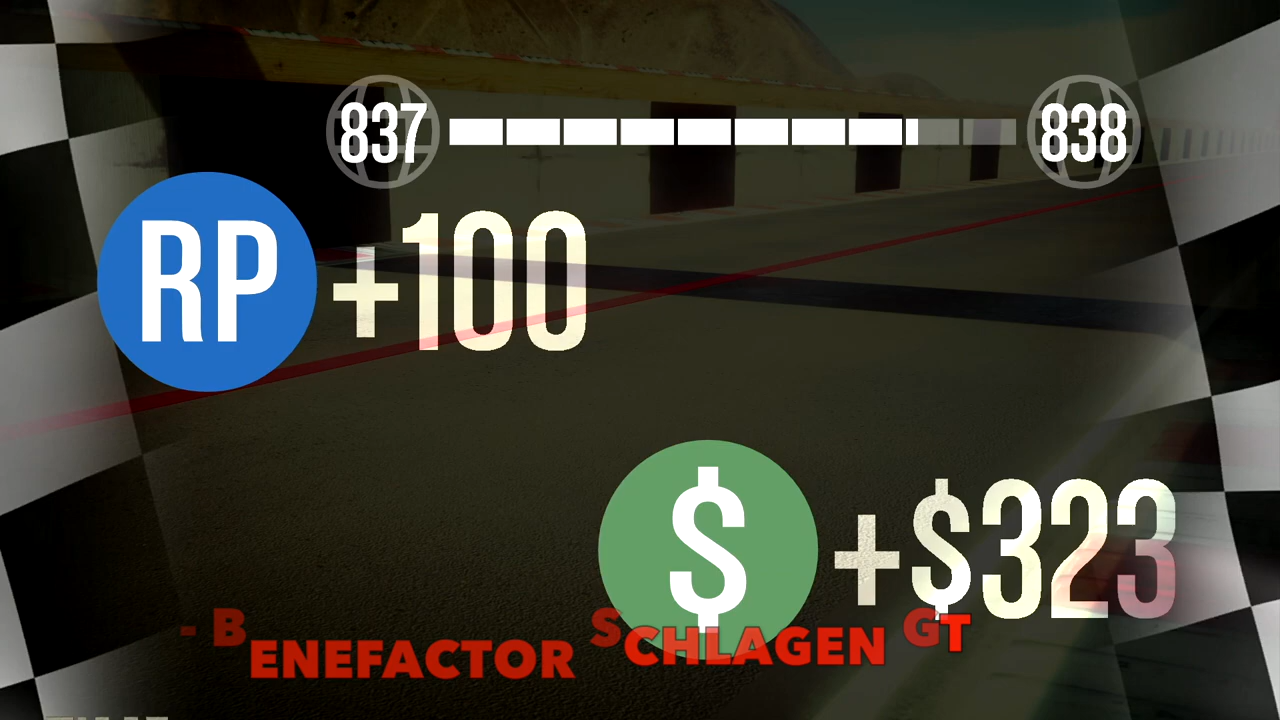 837 838
RP +100
$ +$323
- BENEFACTOR SCHLAGEN GT